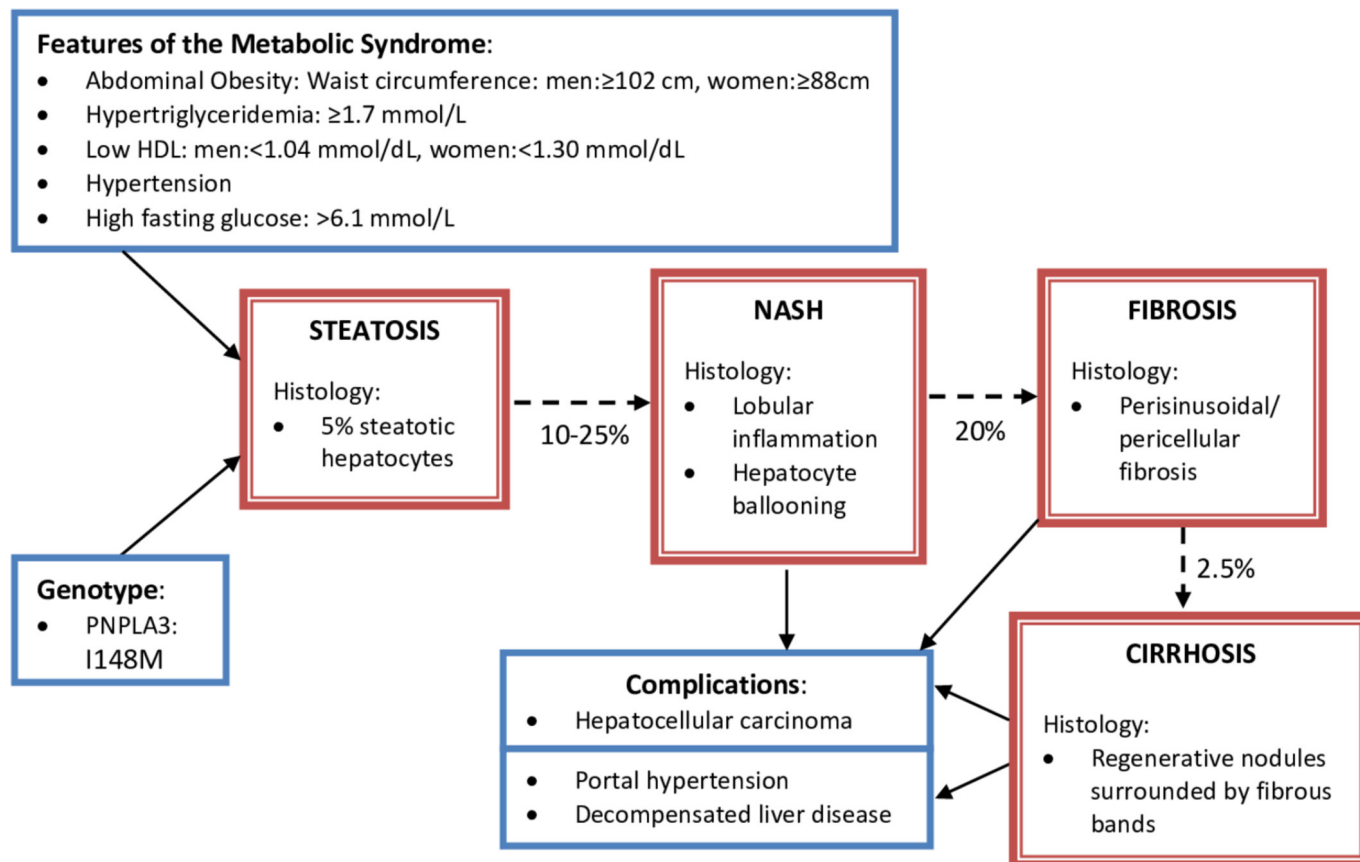 Features of the Metabolic Syndrome:
• Abdominal Obesity: Waist circumference: men:≥102 cm, women:≥88cm
• Hypertriglyceridemia: ≥1.7 mmol/L
• Low HDL: men:<1.04 mmol/dL, women:<1.30 mmol/dL
• Hypertension
• High fasting glucose: >6.1 mmol/L
STEATOSIS
Histology:
• 5% steatotic
hepatocytes
10-25%
NASH
Histology:
• Lobular
inflammation
• Hepatocyte
ballooning
20%
FIBROSIS
Histology:
• Perisinusoidal/
pericellular
fibrosis
2.5%
Genotype:
• PNPLA3:
I148M
Complications:
• Hepatocellular carcinoma
• Portal hypertension
• Decompensated liver disease
CIRRHOSIS
Histology:
• Regenerative nodules
surrounded by fibrous
bands